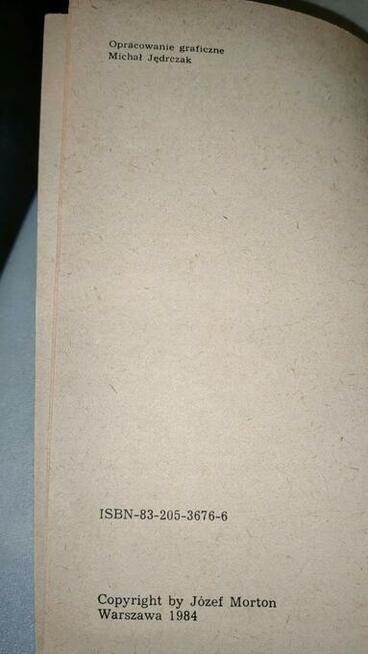 Opracowanie graficzne
Michał Jędrczak
ISBN-83-205-3676-6
Copyright by Józef Morton
Warszawa 1984